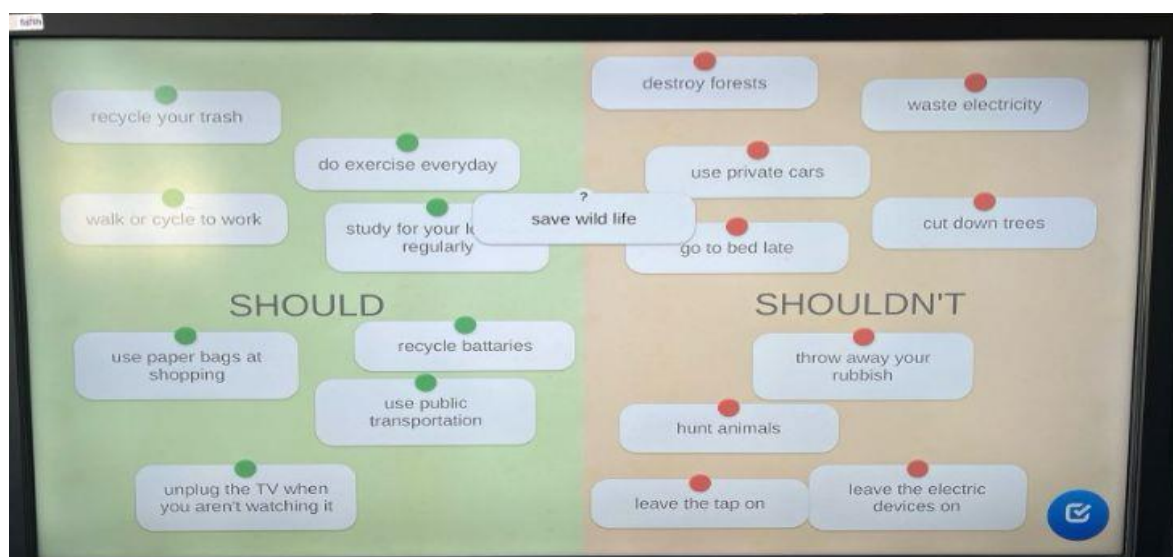 recycle your trash
do exercise everyday
walk or cycle to work
study for your
regularly
SHOULD
use paper bags at
shopping
recycle battaries
use public
transportation
unplug the TV when
you aren't watching it
?
save wild life
destroy forests
waste electricity
use private cars
cut down trees
go to bed late
SHOULDN'T
throw away your
rubbish
hunt animals
leave the tap on
leave the electric
devices on